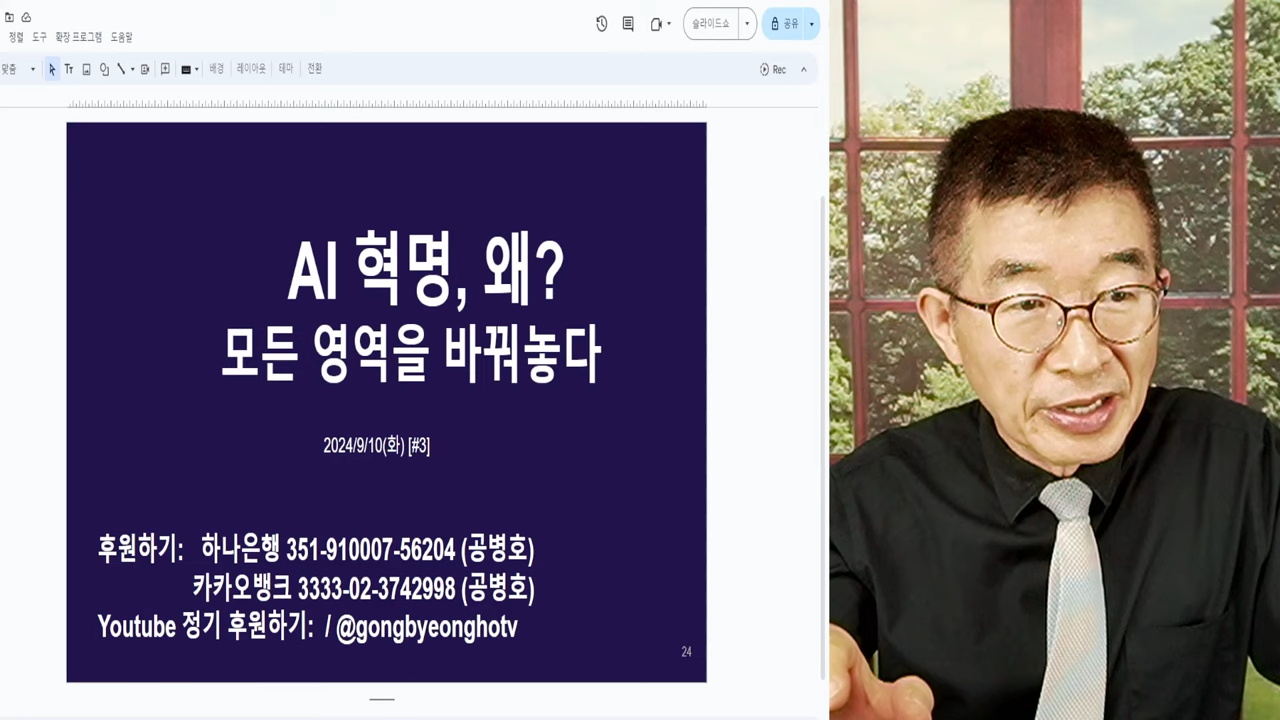 슬라이드쇼
공유
정렬 도구 확장 프로그램 도움말
맞춤
배경 레이아웃 테마 전환
Rec
AI 혁명, 왜?
모든 영역을 바꿔놓다
2024/9/10(화) [#3]
후원하기: 하나은행 351-910007-56204 (공병호)
카카오뱅크 3333-02-3742998 (공병호)
Youtube 정기 후원하기: / @gongbyeonghotv
24